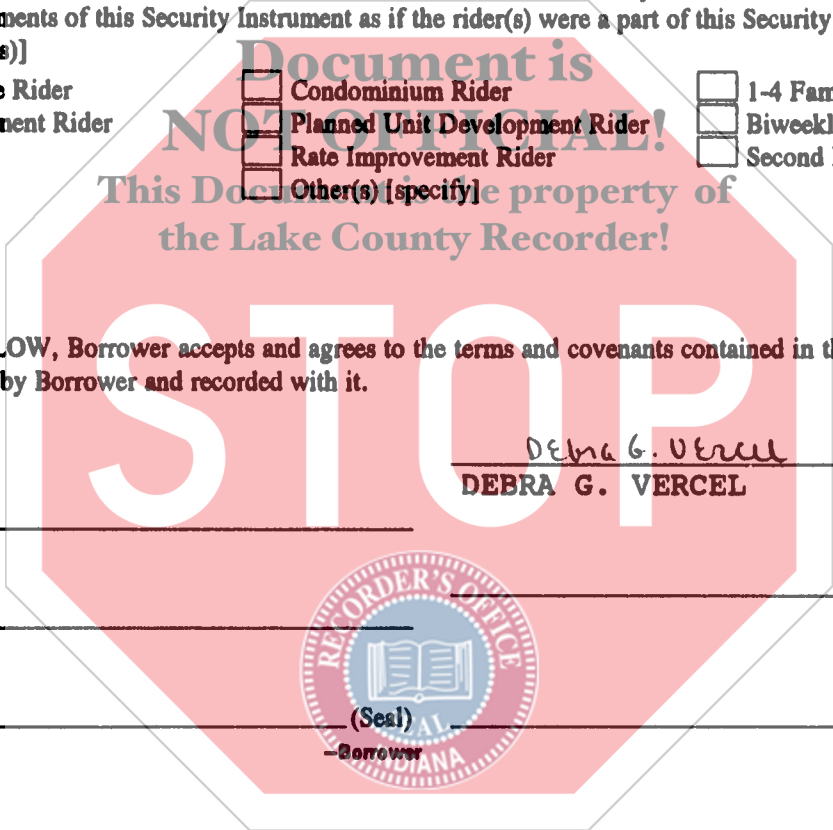 ments of this Security Instrument as if the rider(s) were a part of this Security
s)]
Document is
Rider
Condominium Rider
1-4 Fam
NOT OFFICIAL!
ment Rider
Planned Unit Development Rider
Biweekl
Rate Improvement Rider
Second
This Document is the property of
Other(s) [specify]
the Lake County Recorder!
STOP
LOW, Borrower accepts and agrees to the terms and covenants contained in th
by Borrower and recorded with it.
Debra G. Vercel
DEBRA G. VERCEL
RECORDER'S OFFICE
(Seal)
SEAL
-Borrower
INDIANA